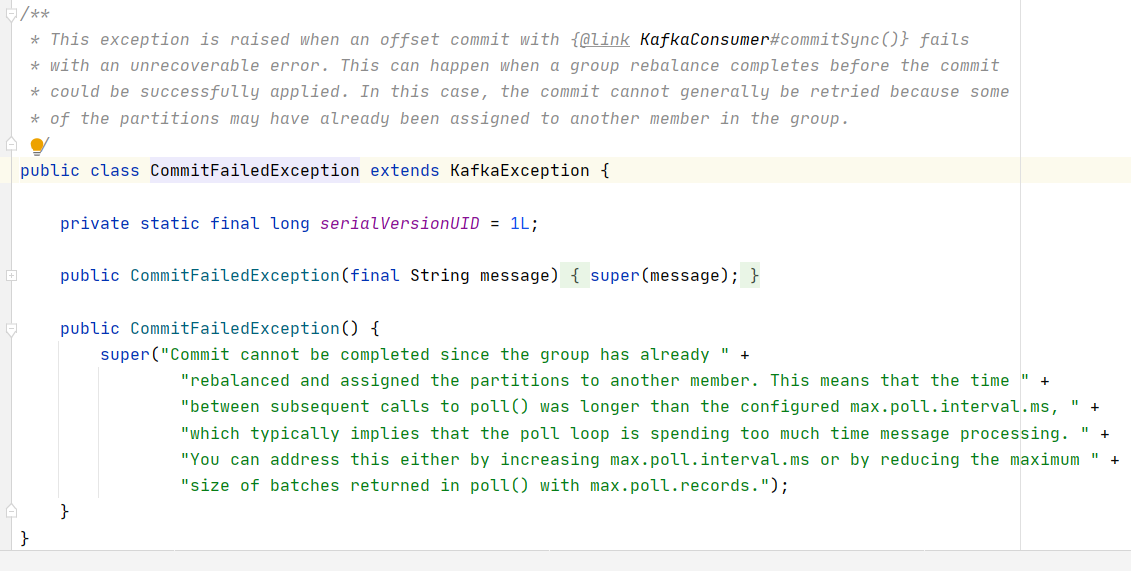 /**
 * This exception is raised when an offset commit with {@link KafkaConsumer#commitSync()} fails
 * with an unrecoverable error. This can happen when a group rebalance completes before the commit
 * could be successfully applied. In this case, the commit cannot generally be retried because some
 * of the partitions may have already been assigned to another member in the group.
 */
public class CommitFailedException extends KafkaException {
    private static final long serialVersionUID = 1L;
    public CommitFailedException(final String message) { super(message); }
    public CommitFailedException() {
        super("Commit cannot be completed since the group has already " +
                "rebalanced and assigned the partitions to another member. This means that the time " +
                "between subsequent calls to poll() was longer than the configured max.poll.interval.ms, " +
                "which typically implies that the poll loop is spending too much time message processing. " +
                "You can address this either by increasing max.poll.interval.ms or by reducing the maximum " +
                "size of batches returned in poll() with max.poll.records.");
    }
}